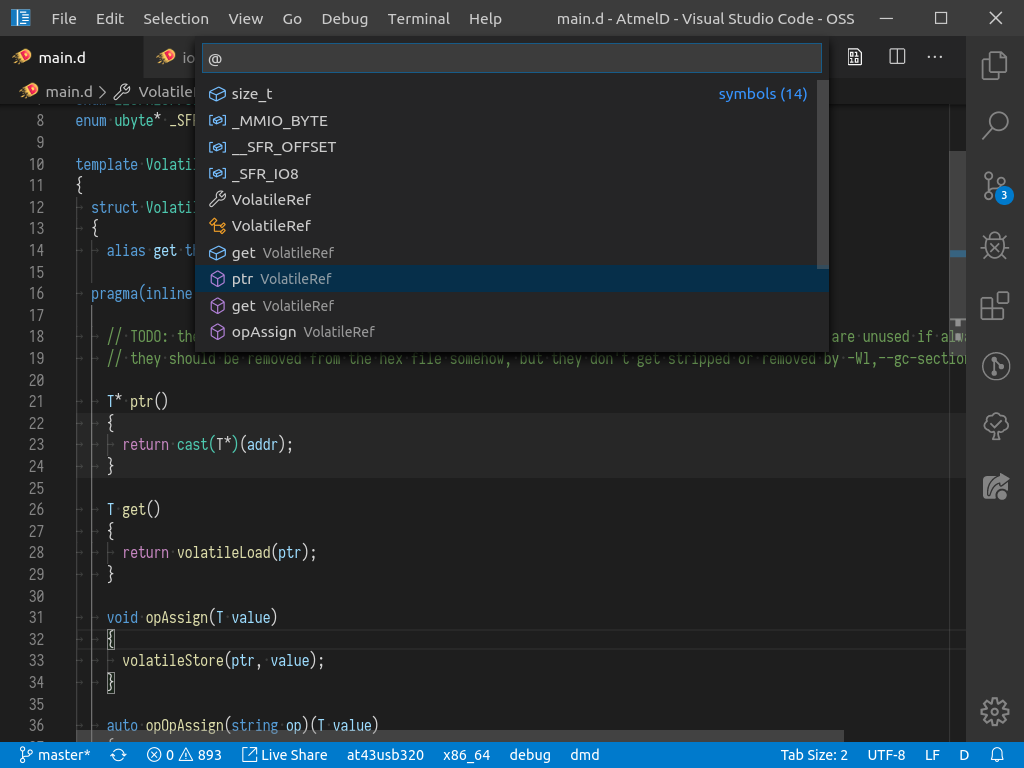 File Edit Selection View Go Debug Terminal Help main.d - AtmelD - Visual Studio Code - OSS
main.d io
@
main.d > Volatile
size_t symbols (14)
_MMIO_BYTE
__SFR_OFFSET
_SFR_IO8
VolatileRef
VolatileRef
get VolatileRef
ptr VolatileRef
get VolatileRef
opAssign VolatileRef
3
8 enum ubyte* _SF
9
10 template Volati
11 {
12 struct Volati
13 {
14 alias get t
15
16 pragma(inline
17
18 // TODO: th are unused if al
19 // they should be removed from the hex file somehow, but they don't get stripped or removed by -Wl,--gc-section
20
21 T* ptr()
22 {
23 return cast(T*)(addr);
24 }
25
26 T get()
27 {
28 return volatileLoad(ptr);
29 }
30
31 void opAssign(T value)
32 {
33 volatileStore(ptr, value);
34 }
35
36 auto opOpAssign(string op)(T value)
master* 0 893 Live Share at43usb320 x86_64 debug dmd Tab Size: 2 UTF-8 LF D